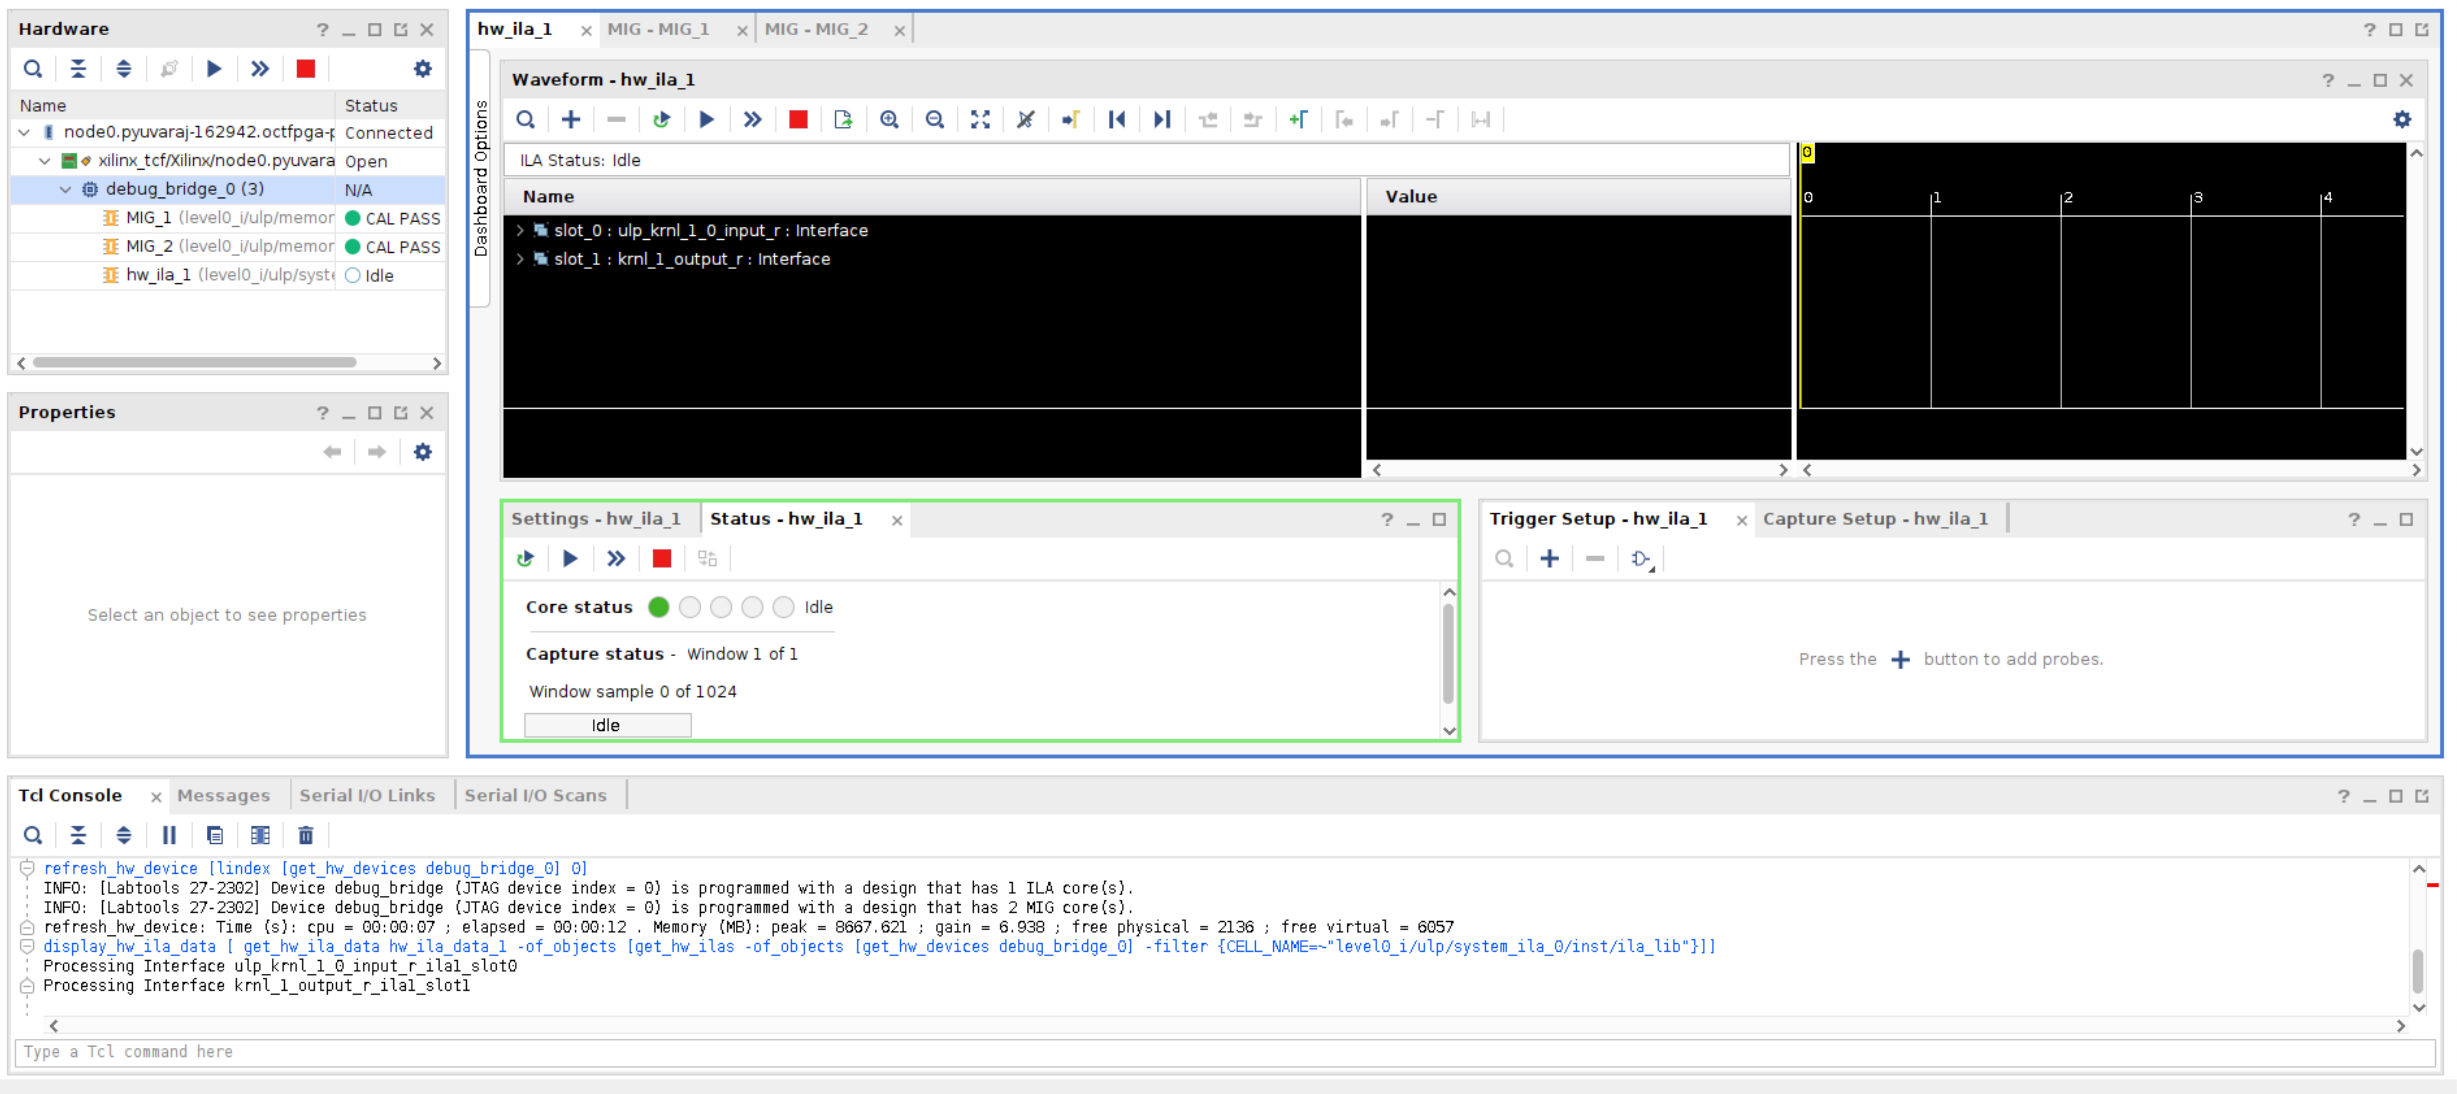 Hardware
Name Status
node0.pyuvaraj-162942.octfpga-p Connected
xilinx_tcf/Xilinx/node0.pyuvara Open
debug_bridge_0 (3) N/A
MIG_1 (level0_i/ulp/memor CAL PASS
MIG_2 (level0_i/ulp/memor CAL PASS
hw_ila_1 (level0_i/ulp/syste Idle
Properties
Select an object to see properties
hw_ila_1 MIG - MIG_1 MIG - MIG_2
Dashboard Options
Waveform - hw_ila_1
ILA Status: Idle
Name Value
slot_0 : ulp_krnl_1_0_input_r : Interface
slot_1 : krnl_1_output_r : Interface
0
0 1 2 3 4
Settings - hw_ila_1 Status - hw_ila_1
Core status Idle
Capture status - Window 1 of 1
Window sample 0 of 1024
Idle
Trigger Setup - hw_ila_1 Capture Setup - hw_ila_1
Press the + button to add probes.
Tcl Console Messages Serial I/O Links Serial I/O Scans
refresh_hw_device [lindex [get_hw_devices debug_bridge_0] 0]
INFO: [Labtools 27-2302] Device debug_bridge (JTAG device index = 0) is programmed with a design that has 1 ILA core(s).
INFO: [Labtools 27-2302] Device debug_bridge (JTAG device index = 0) is programmed with a design that has 2 MIG core(s).
refresh_hw_device: Time (s): cpu = 00:00:07 ; elapsed = 00:00:12 . Memory (MB): peak = 8667.621 ; gain = 6.938 ; free physical = 2136 ; free virtual = 6057
display_hw_ila_data [ get_hw_ila_data hw_ila_data_1 -of_objects [get_hw_ilas -of_objects [get_hw_devices debug_bridge_0] -filter {CELL_NAME=~"level0_i/ulp/system_ila_0/inst/ila_lib"}]]
Processing Interface ulp_krnl_1_0_input_r_ila1_slot0
Processing Interface krnl_1_output_r_ila1_slot1
Type a Tcl command here